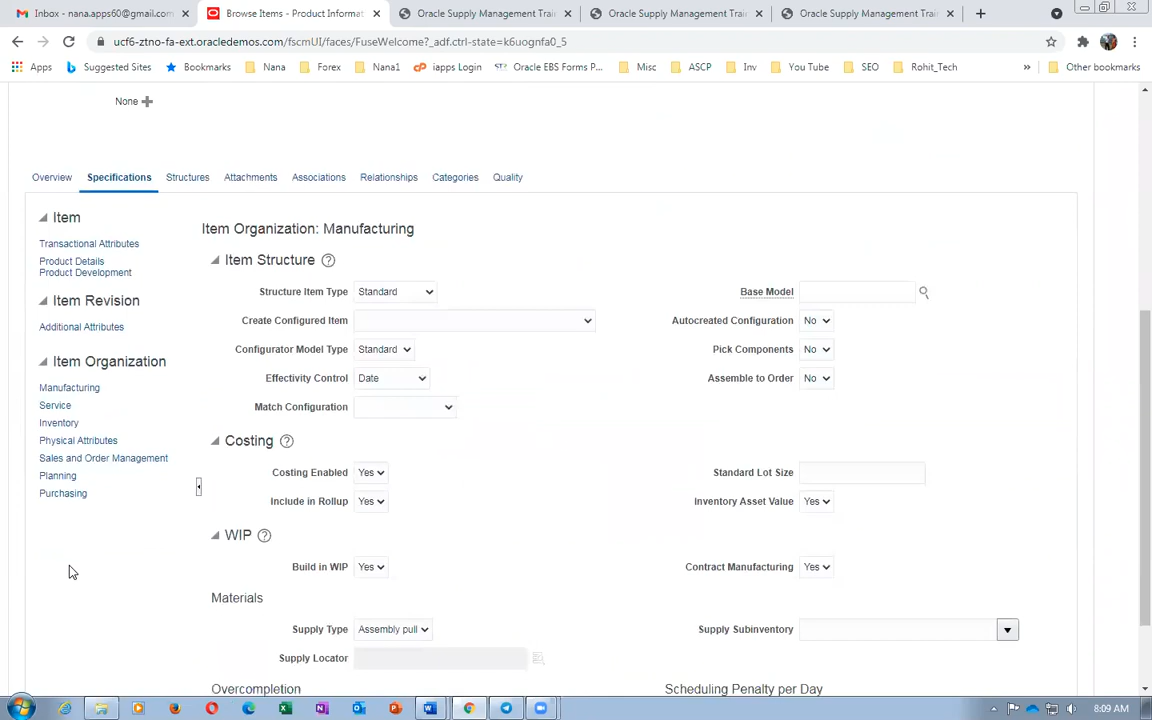 Inbox - nana.apps60@gmail.com
Browse Items - Product Informat
Oracle Supply Management Trai
Oracle Supply Management Trai
Oracle Supply Management Trai
ucf6-ztno-fa-ext.oracledemos.com/fscmUI/faces/FuseWelcome?_adf.ctrl-state=k6uognfa0_5
Apps Suggested Sites Bookmarks Nana Forex Nana1 iapps Login Oracle EBS Forms P... Misc ASCP Inv You Tube SEO Rohit_Tech » Other bookmarks
None
Overview Specifications Structures Attachments Associations Relationships Categories Quality
Item
Transactional Attributes
Product Details
Product Development
Item Revision
Additional Attributes
Item Organization
Manufacturing
Service
Inventory
Physical Attributes
Sales and Order Management
Planning
Purchasing
Item Organization: Manufacturing
Item Structure
Structure Item Type Standard Base Model
Create Configured Item Autocreated Configuration No
Configurator Model Type Standard Pick Components No
Effectivity Control Date Assemble to Order No
Match Configuration
Costing
Costing Enabled Yes Standard Lot Size
Include in Rollup Yes Inventory Asset Value Yes
WIP
Build in WIP Yes Contract Manufacturing Yes
Materials
Supply Type Assembly pull Supply Subinventory
Supply Locator
Overcompletion Scheduling Penalty per Day
8:09 AM